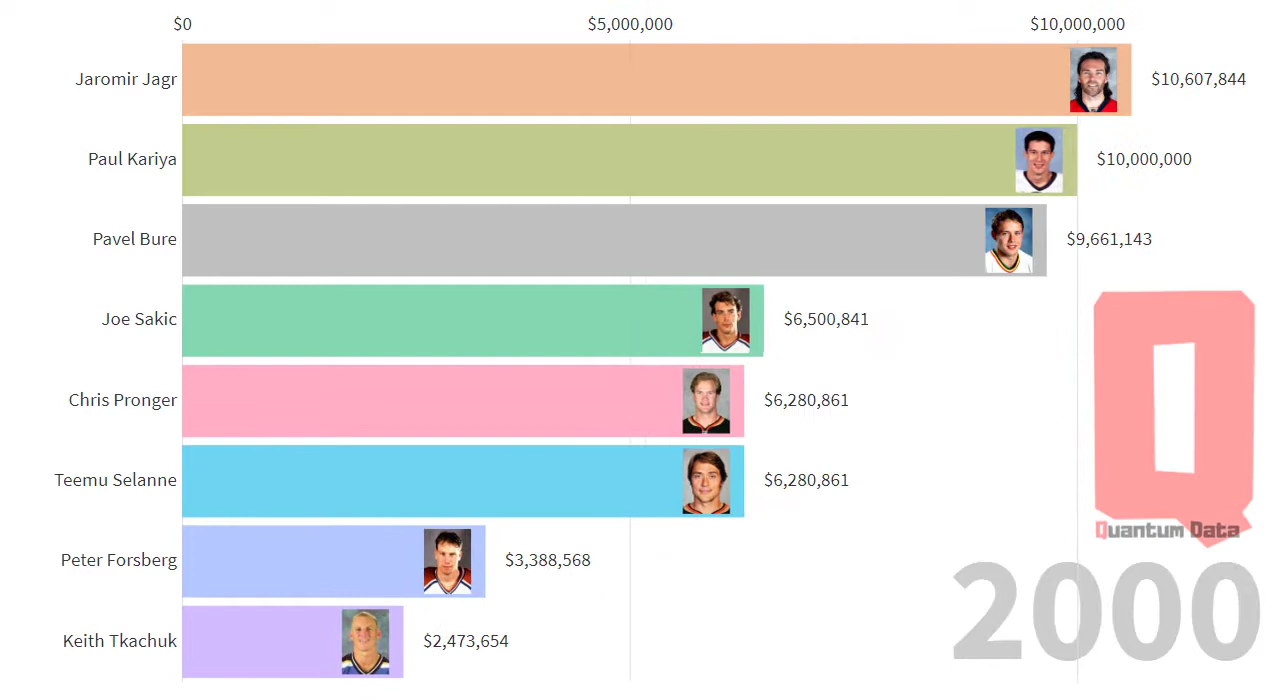 $0 $5,000,000 $10,000,000
Jaromir Jagr $10,607,844
Paul Kariya $10,000,000
Pavel Bure $9,661,143
Joe Sakic $6,500,841
Chris Pronger $6,280,861
Teemu Selanne $6,280,861
Quantum Data
Peter Forsberg $3,388,568
2000
Keith Tkachuk $2,473,654